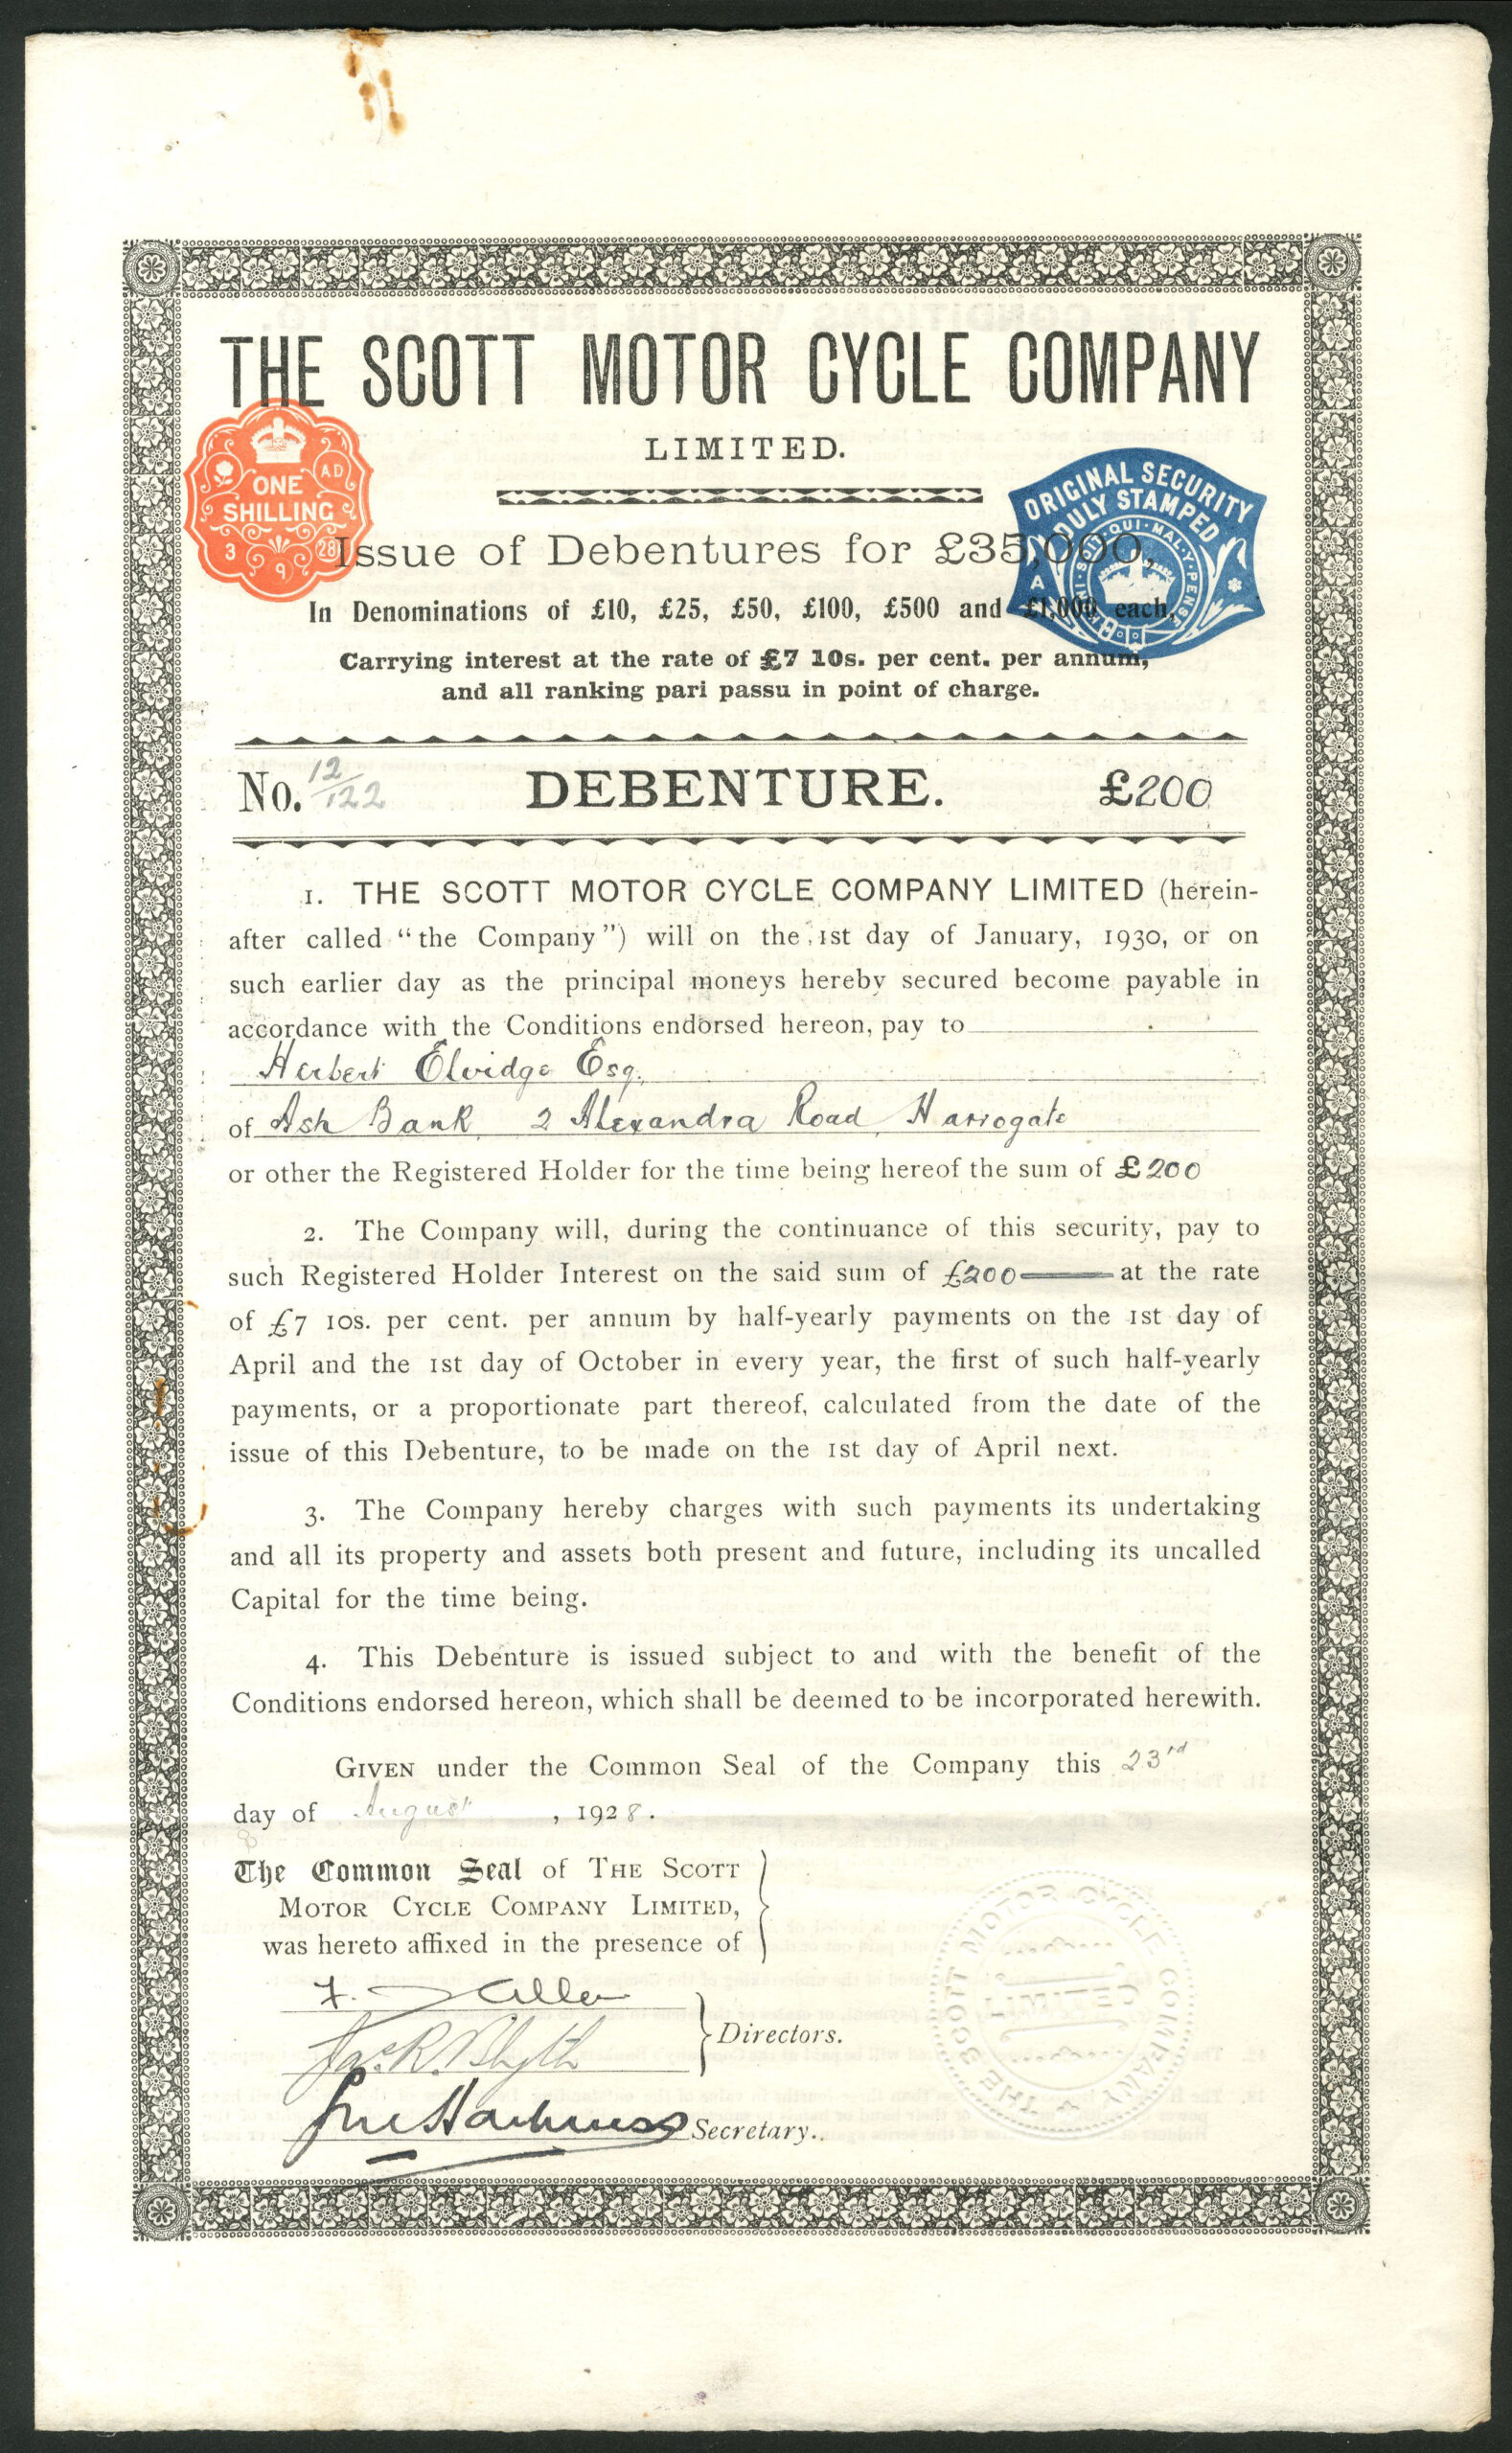 THE SCOTT MOTOR CYCLE COMPANY
LIMITED.
ONE
SHILLING
A.D
3
9
28
ORIGINAL SECURITY
DULY STAMPED
HONI · SOIT · QUI · MAL · Y · PENSE
A
Issue of Debentures for £35,000,
In Denominations of £10, £25, £50, £100, £500 and £1,000 each,
Carrying interest at the rate of £7 10s. per cent. per annum,
and all ranking pari passu in point of charge.
No. 12/122 DEBENTURE. £200
1. THE SCOTT MOTOR CYCLE COMPANY LIMITED (herein-
after called “the Company”) will on the 1st day of January, 1930, or on
such earlier day as the principal moneys hereby secured become payable in
accordance with the Conditions endorsed hereon, pay to
Herbert Elvidge Esq.
of Ash Bank, 2 Alexandra Road, Harrogate
or other the Registered Holder for the time being hereof the sum of £200
2. The Company will, during the continuance of this security, pay to
such Registered Holder Interest on the said sum of £200 — at the rate
of £7 10s. per cent. per annum by half-yearly payments on the 1st day of
April and the 1st day of October in every year, the first of such half-yearly
payments, or a proportionate part thereof, calculated from the date of the
issue of this Debenture, to be made on the 1st day of April next.
3. The Company hereby charges with such payments its undertaking
and all its property and assets both present and future, including its uncalled
Capital for the time being.
4. This Debenture is issued subject to and with the benefit of the
Conditions endorsed hereon, which shall be deemed to be incorporated herewith.
GIVEN under the Common Seal of the Company this 23rd
day of August , 1928.
The Common Seal of THE SCOTT
MOTOR CYCLE COMPANY LIMITED,
was hereto affixed in the presence of
Jas. R. Blyth
Directors.
Secretary.
THE SCOTT MOTOR CYCLE COMPANY
LIMITED